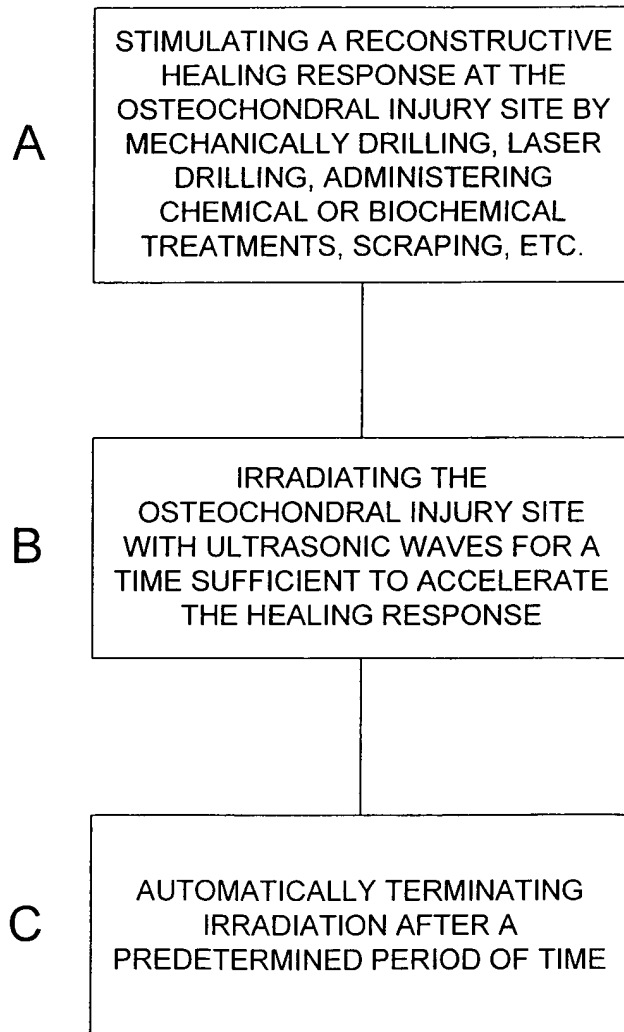 STIMULATING A RECONSTRUCTIVE
HEALING RESPONSE AT THE
OSTEOCHONDRAL INJURY SITE BY
A
MECHANICALLY DRILLING, LASER
DRILLING, ADMINISTERING
CHEMICAL OR BIOCHEMICAL
TREATMENTS, SCRAPING, ETC.
IRRADIATING THE
OSTEOCHONDRAL INJURY SITE
B
WITH ULTRASONIC WAVES FOR A
TIME SUFFICIENT TO ACCELERATE
THE HEALING RESPONSE
AUTOMATICALLY TERMINATING
C
IRRADIATION AFTER A
PREDETERMINED PERIOD OF TIME